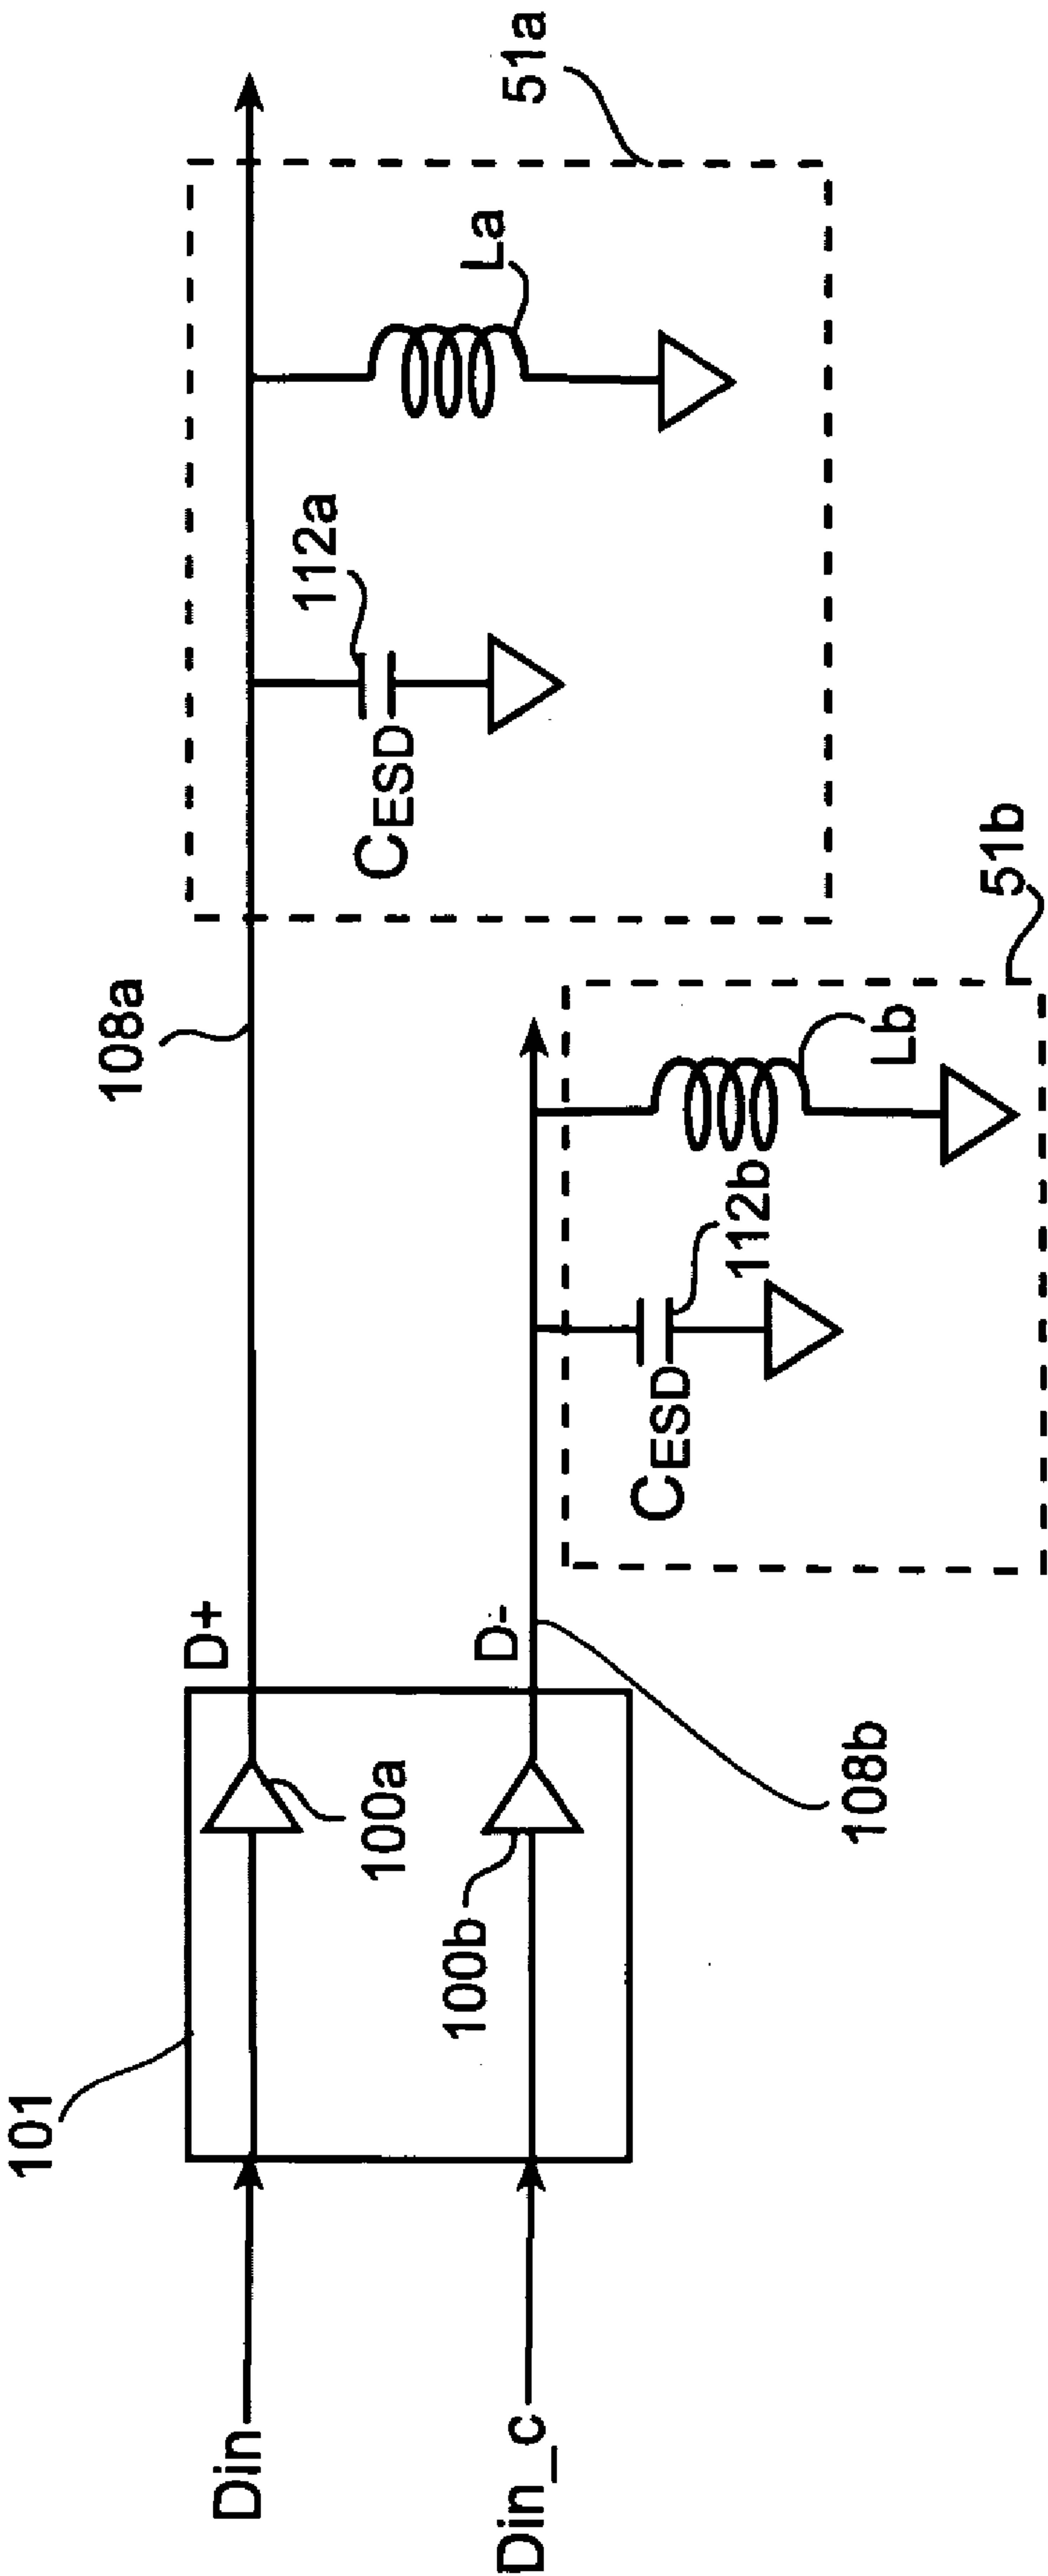 101
108a
51a
Din
D+
100a
112a
CESD
La
Din_c
D-
100b
108b
112b
CESD
Lb
51b